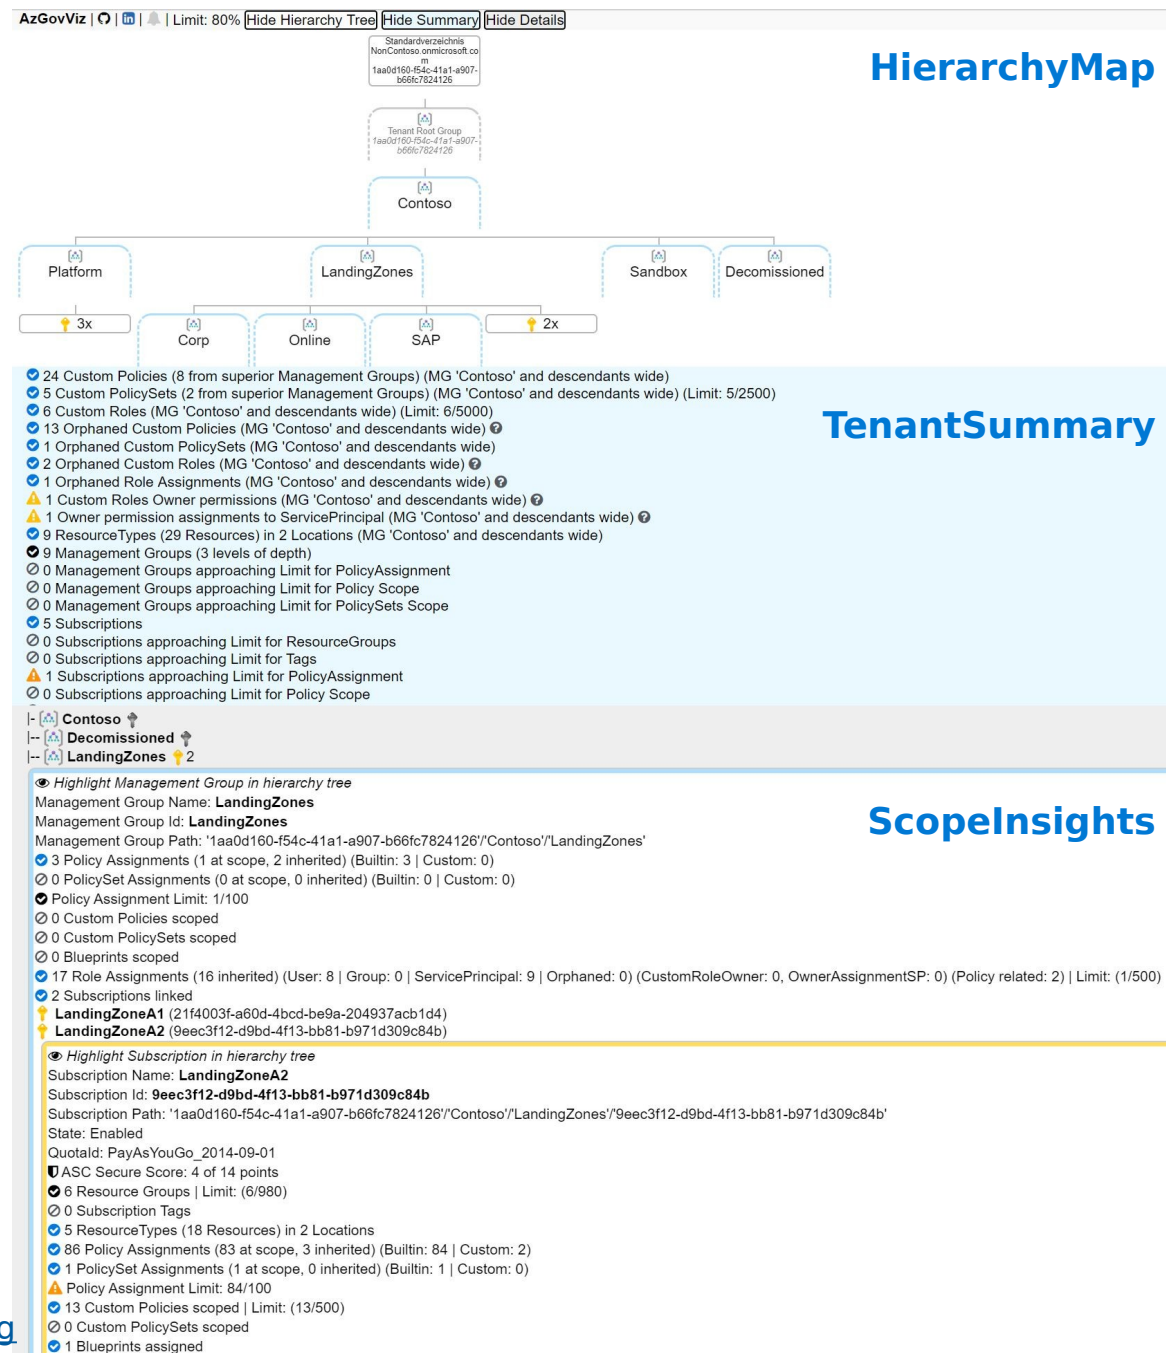 AzGovViz | | | | Limit: 80% Hide Hierarchy Tree Hide Summary Hide Details
HierarchyMap
Standardverzeichnis
NonContoso.onmicrosoft.co
m
1aa0d160-f54c-41a1-a907-
b66fc7824126
Tenant Root Group
1aa0d160-f54c-41a1-a907-
b66fc7824126
Contoso
Platform LandingZones Sandbox Decomissioned
3x 2x
Corp Online SAP
TenantSummary
24 Custom Policies (8 from superior Management Groups) (MG 'Contoso' and descendants wide)
5 Custom PolicySets (2 from superior Management Groups) (MG 'Contoso' and descendants wide) (Limit: 5/2500)
6 Custom Roles (MG 'Contoso' and descendants wide) (Limit: 6/5000)
13 Orphaned Custom Policies (MG 'Contoso' and descendants wide)
1 Orphaned Custom PolicySets (MG 'Contoso' and descendants wide)
2 Orphaned Custom Roles (MG 'Contoso' and descendants wide)
1 Orphaned Role Assignments (MG 'Contoso' and descendants wide)
1 Custom Roles Owner permissions (MG 'Contoso' and descendants wide)
1 Owner permission assignments to ServicePrincipal (MG 'Contoso' and descendants wide)
9 ResourceTypes (29 Resources) in 2 Locations (MG 'Contoso' and descendants wide)
9 Management Groups (3 levels of depth)
0 Management Groups approaching Limit for PolicyAssignment
0 Management Groups approaching Limit for Policy Scope
0 Management Groups approaching Limit for PolicySets Scope
5 Subscriptions
0 Subscriptions approaching Limit for ResourceGroups
0 Subscriptions approaching Limit for Tags
1 Subscriptions approaching Limit for PolicyAssignment
0 Subscriptions approaching Limit for Policy Scope
|- Contoso
|-- Decomissioned
|-- LandingZones 2
ScopeInsights
Highlight Management Group in hierarchy tree
Management Group Name: LandingZones
Management Group Id: LandingZones
Management Group Path: '1aa0d160-f54c-41a1-a907-b66fc7824126'/'Contoso'/'LandingZones'
3 Policy Assignments (1 at scope, 2 inherited) (Builtin: 3 | Custom: 0)
0 PolicySet Assignments (0 at scope, 0 inherited) (Builtin: 0 | Custom: 0)
Policy Assignment Limit: 1/100
0 Custom Policies scoped
0 Custom PolicySets scoped
0 Blueprints scoped
17 Role Assignments (16 inherited) (User: 8 | Group: 0 | ServicePrincipal: 9 | Orphaned: 0) (CustomRoleOwner: 0, OwnerAssignmentSP: 0) (Policy related: 2) | Limit: (1/500)
2 Subscriptions linked
LandingZoneA1 (21f4003f-a60d-4bcd-be9a-204937acb1d4)
LandingZoneA2 (9eec3f12-d9bd-4f13-bb81-b971d309c84b)
Highlight Subscription in hierarchy tree
Subscription Name: LandingZoneA2
Subscription Id: 9eec3f12-d9bd-4f13-bb81-b971d309c84b
Subscription Path: '1aa0d160-f54c-41a1-a907-b66fc7824126'/'Contoso'/'LandingZones'/'9eec3f12-d9bd-4f13-bb81-b971d309c84b'
State: Enabled
QuotaId: PayAsYouGo_2014-09-01
ASC Secure Score: 4 of 14 points
6 Resource Groups | Limit: (6/980)
0 Subscription Tags
5 ResourceTypes (18 Resources) in 2 Locations
86 Policy Assignments (83 at scope, 3 inherited) (Builtin: 84 | Custom: 2)
1 PolicySet Assignments (1 at scope, 0 inherited) (Builtin: 1 | Custom: 0)
Policy Assignment Limit: 84/100
13 Custom Policies scoped | Limit: (13/500)
0 Custom PolicySets scoped
1 Blueprints assigned